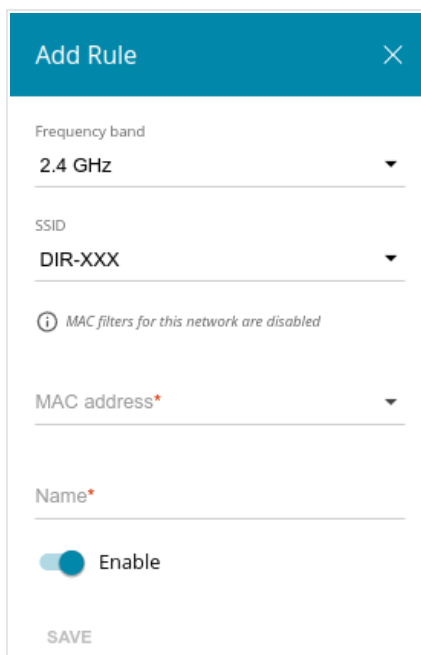 Add Rule
Frequency band
2.4 GHz
SSID
DIR-XXX
MAC filters for this network are disabled
MAC address*
Name*
Enable
SAVE